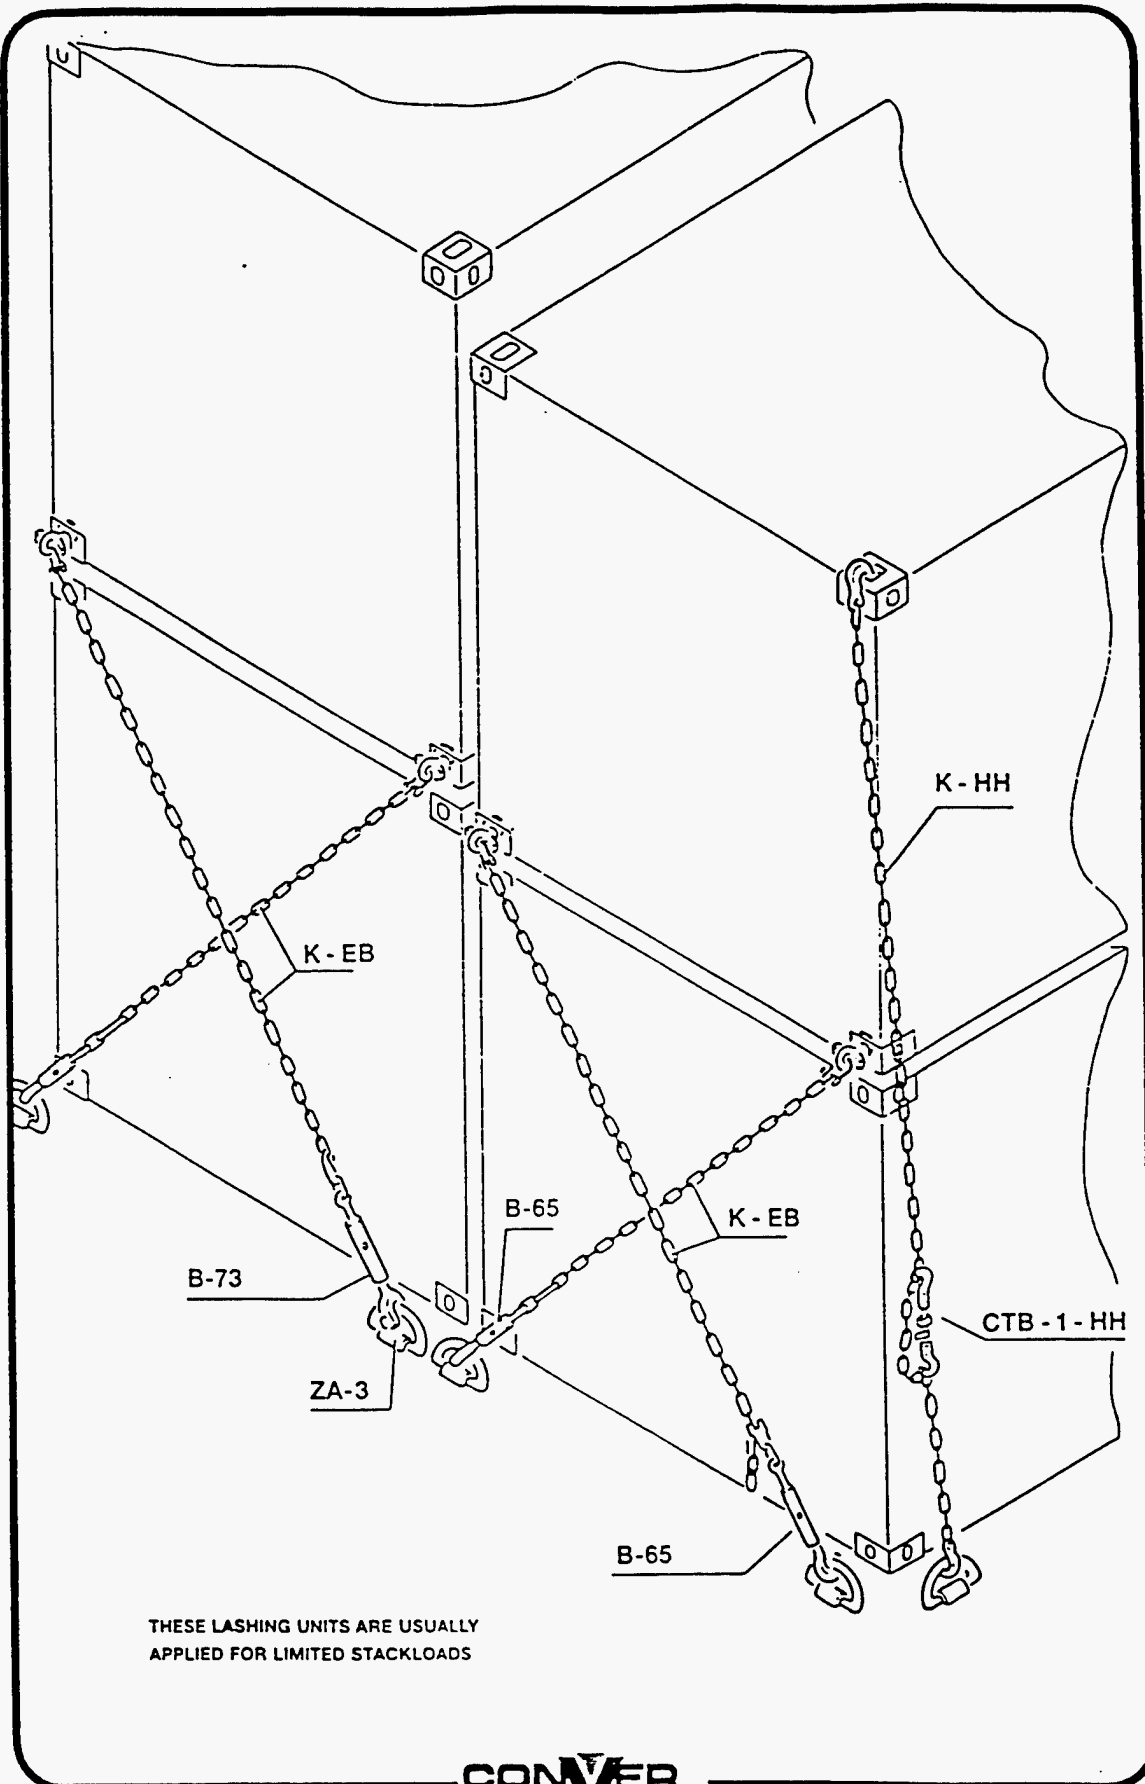 K - HH
K - EB
B-65
K - EB
B-73
CTB - 1 - HH
ZA-3
B-65
THESE LASHING UNITS ARE USUALLY
APPLIED FOR LIMITED STACKLOADS
CONVER